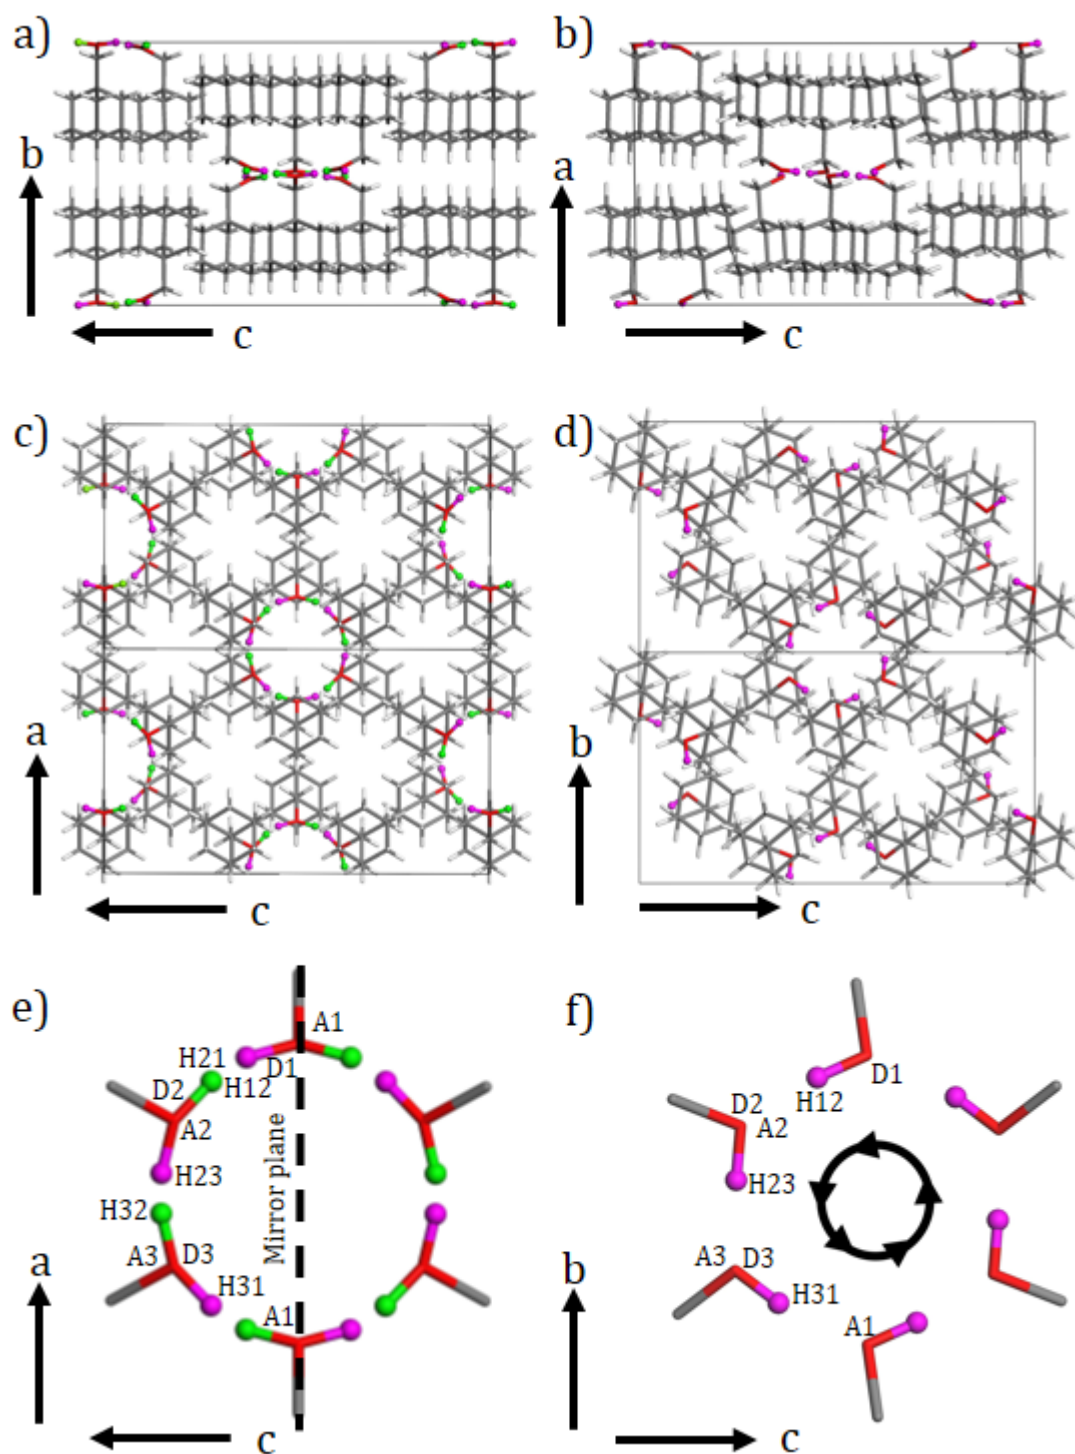 a)
b
c
b)
a
c
c)
a
c
d)
b
c
e)
A1
H21
D1
D2
H12
A2
H23
Mirror plane
H32
A3
D3
H31
A1
a
c
f)
D1
H12
D2
A2
H23
A3
D3
H31
A1
b
c